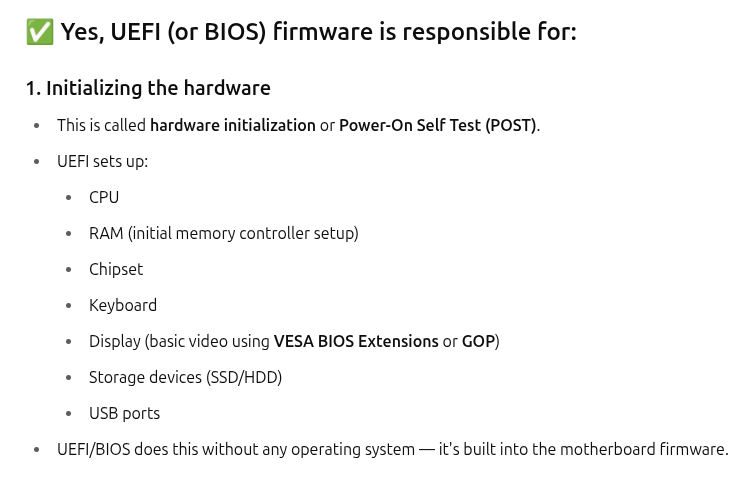 ✅ Yes, UEFI (or BIOS) firmware is responsible for:
1. Initializing the hardware
• This is called hardware initialization or Power-On Self Test (POST).
• UEFI sets up:
• CPU
• RAM (initial memory controller setup)
• Chipset
• Keyboard
• Display (basic video using VESA BIOS Extensions or GOP)
• Storage devices (SSD/HDD)
• USB ports
• UEFI/BIOS does this without any operating system — it's built into the motherboard firmware.